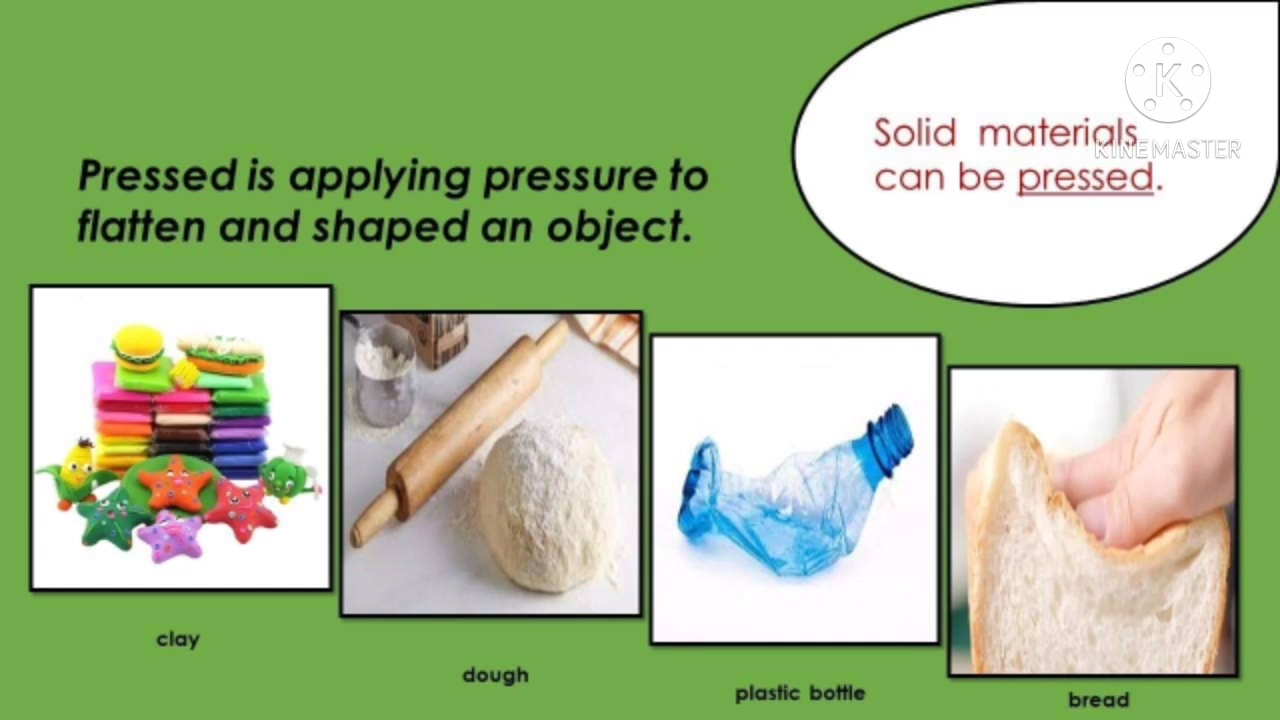 Solid materials
can be pressed.
K
KINEMASTER
Pressed is applying pressure to
flatten and shaped an object.
clay
dough
plastic bottle
bread